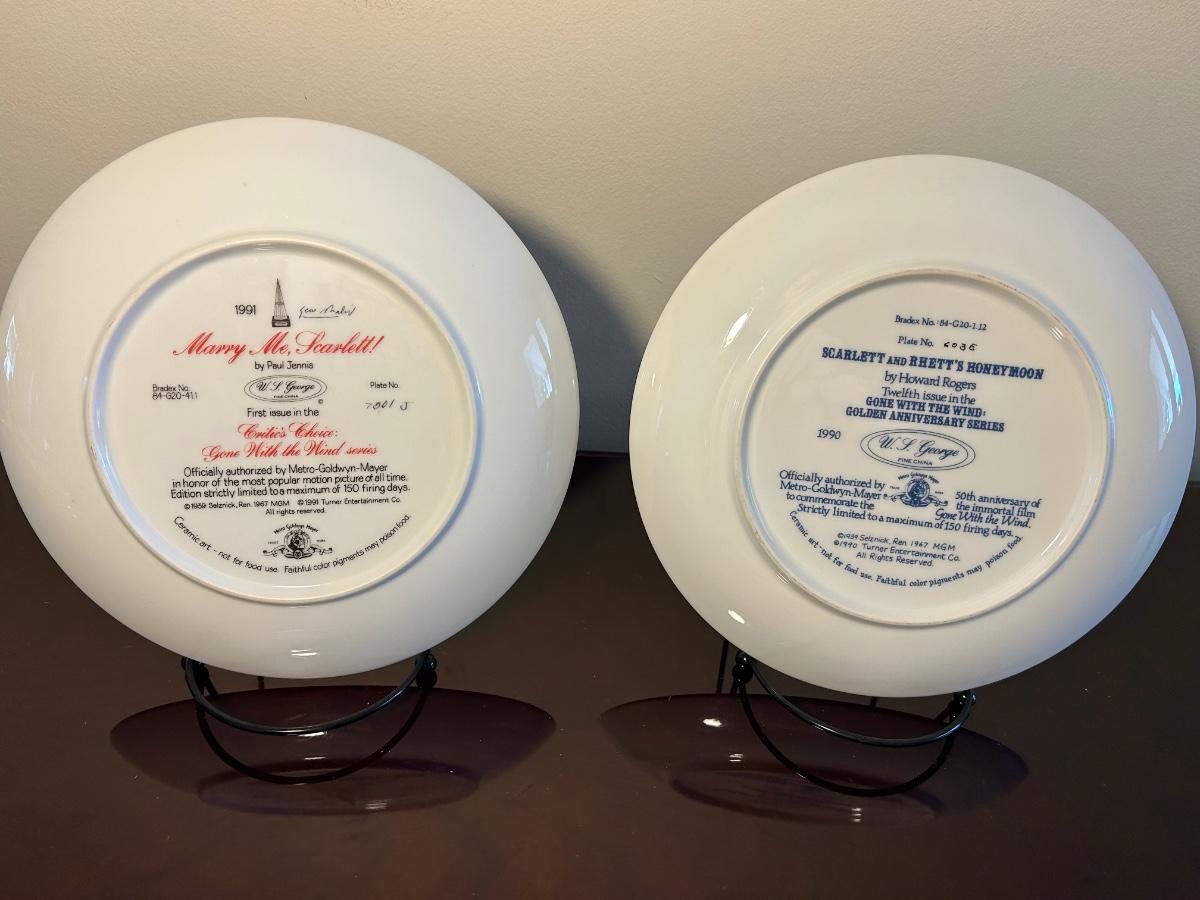 1991
Marry Me, Scarlett!
by Paul Jennis
Bradex No.
84-G20-41.1
W. S. George
FINE CHINA
©
Plate No.
7001 J
First issue in the
Critic's Choice:
Gone With the Wind series
Officially authorized by Metro-Goldwyn-Mayer
in honor of the most popular motion picture of all time.
Edition strictly limited to a maximum of 150 firing days.
©1939 Selznick, Ren. 1967 MGM ©1991 Turner Entertainment Co.
All rights reserved.
Metro Goldwyn Mayer
Ceramic art - not for food use. Faithful color pigments may poison food.
Bradex No. 84-G20-1.12
Plate No. 603E
SCARLETT AND RHETT'S HONEYMOON
by Howard Rogers
Twelfth issue in the
GONE WITH THE WIND:
GOLDEN ANNIVERSARY SERIES
1990
W. S. George
FINE CHINA
Officially authorized by
Metro-Goldwyn-Mayer
to commemorate the
50th anniversary of
the immortal film
Gone With the Wind.
Metro Goldwyn Mayer
Strictly limited to a maximum of 150 firing days.
©1939 Selznick, Ren. 1967 MGM
©1990 Turner Entertainment Co.
All Rights Reserved.
Ceramic art - not for food use. Faithful color pigments may poison food.